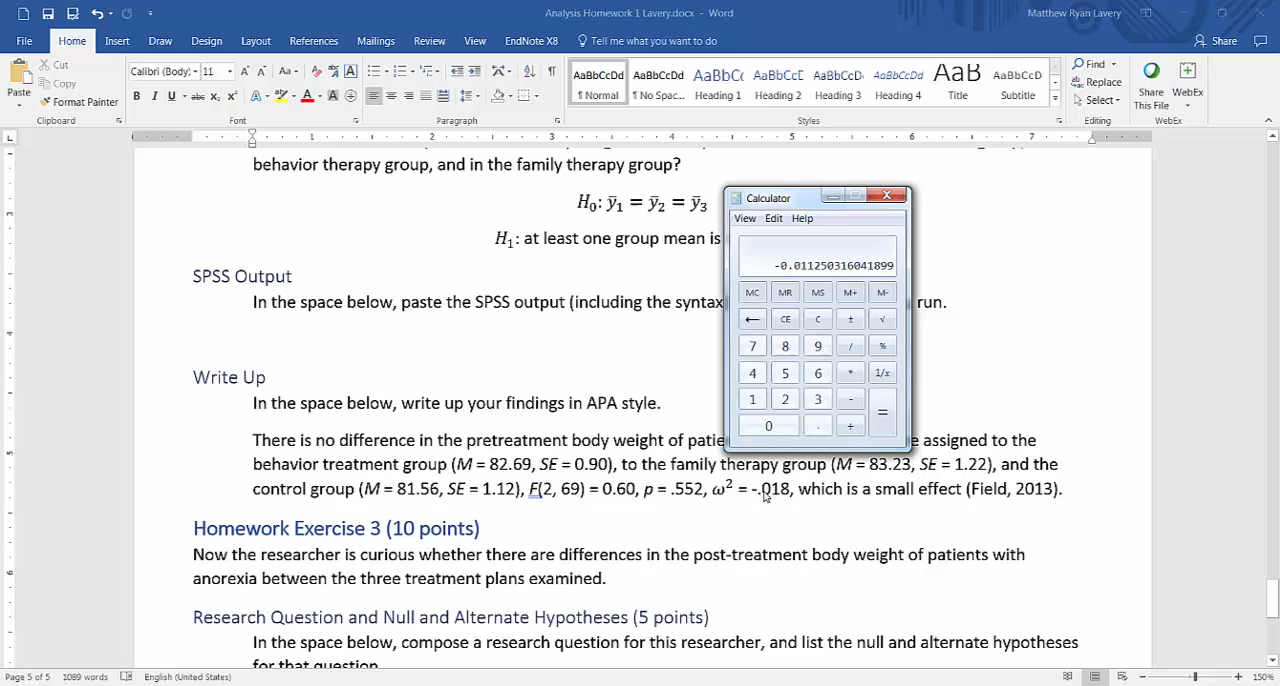 Analysis Homework 1 Lavery.docx - Word
Matthew Ryan Lavery
File Home Insert Draw Design Layout References Mailings Review View EndNote X8 Tell me what you want to do Share
Cut
Copy
Format Painter
Paste
Clipboard
Calibri (Body) 11
Font
Paragraph
AaBbCcDd AaBbCcDd AaBbC( AaBbCcD AaBbCcD AaBbCcD AaB AaBbCcD
¶ Normal ¶ No Spac... Heading 1 Heading 2 Heading 3 Heading 4 Title Subtitle
Styles
Find
Replace
Select
Editing
Share This File
WebEx
WebEx
1 2 3 4 5 6 7
behavior therapy group, and in the family therapy group?
H₀: ȳ₁ = ȳ₂ = ȳ₃
H₁: at least one group mean is
SPSS Output
In the space below, paste the SPSS output (including the syntax run.
Write Up
In the space below, write up your findings in APA style.
There is no difference in the pretreatment body weight of patie e assigned to the
behavior treatment group (M = 82.69, SE = 0.90), to the family therapy group (M = 83.23, SE = 1.22), and the
control group (M = 81.56, SE = 1.12), F(2, 69) = 0.60, p = .552, ω² = -.018, which is a small effect (Field, 2013).
Homework Exercise 3 (10 points)
Now the researcher is curious whether there are differences in the post-treatment body weight of patients with
anorexia between the three treatment plans examined.
Research Question and Null and Alternate Hypotheses (5 points)
In the space below, compose a research question for this researcher, and list the null and alternate hypotheses
for that question.
Calculator
View Edit Help
-0.011250316041899
MC MR MS M+ M-
← CE C ± √
7 8 9 / %
4 5 6 * 1/x
1 2 3 - =
0 . +
Page 5 of 5 1089 words English (United States) 150%